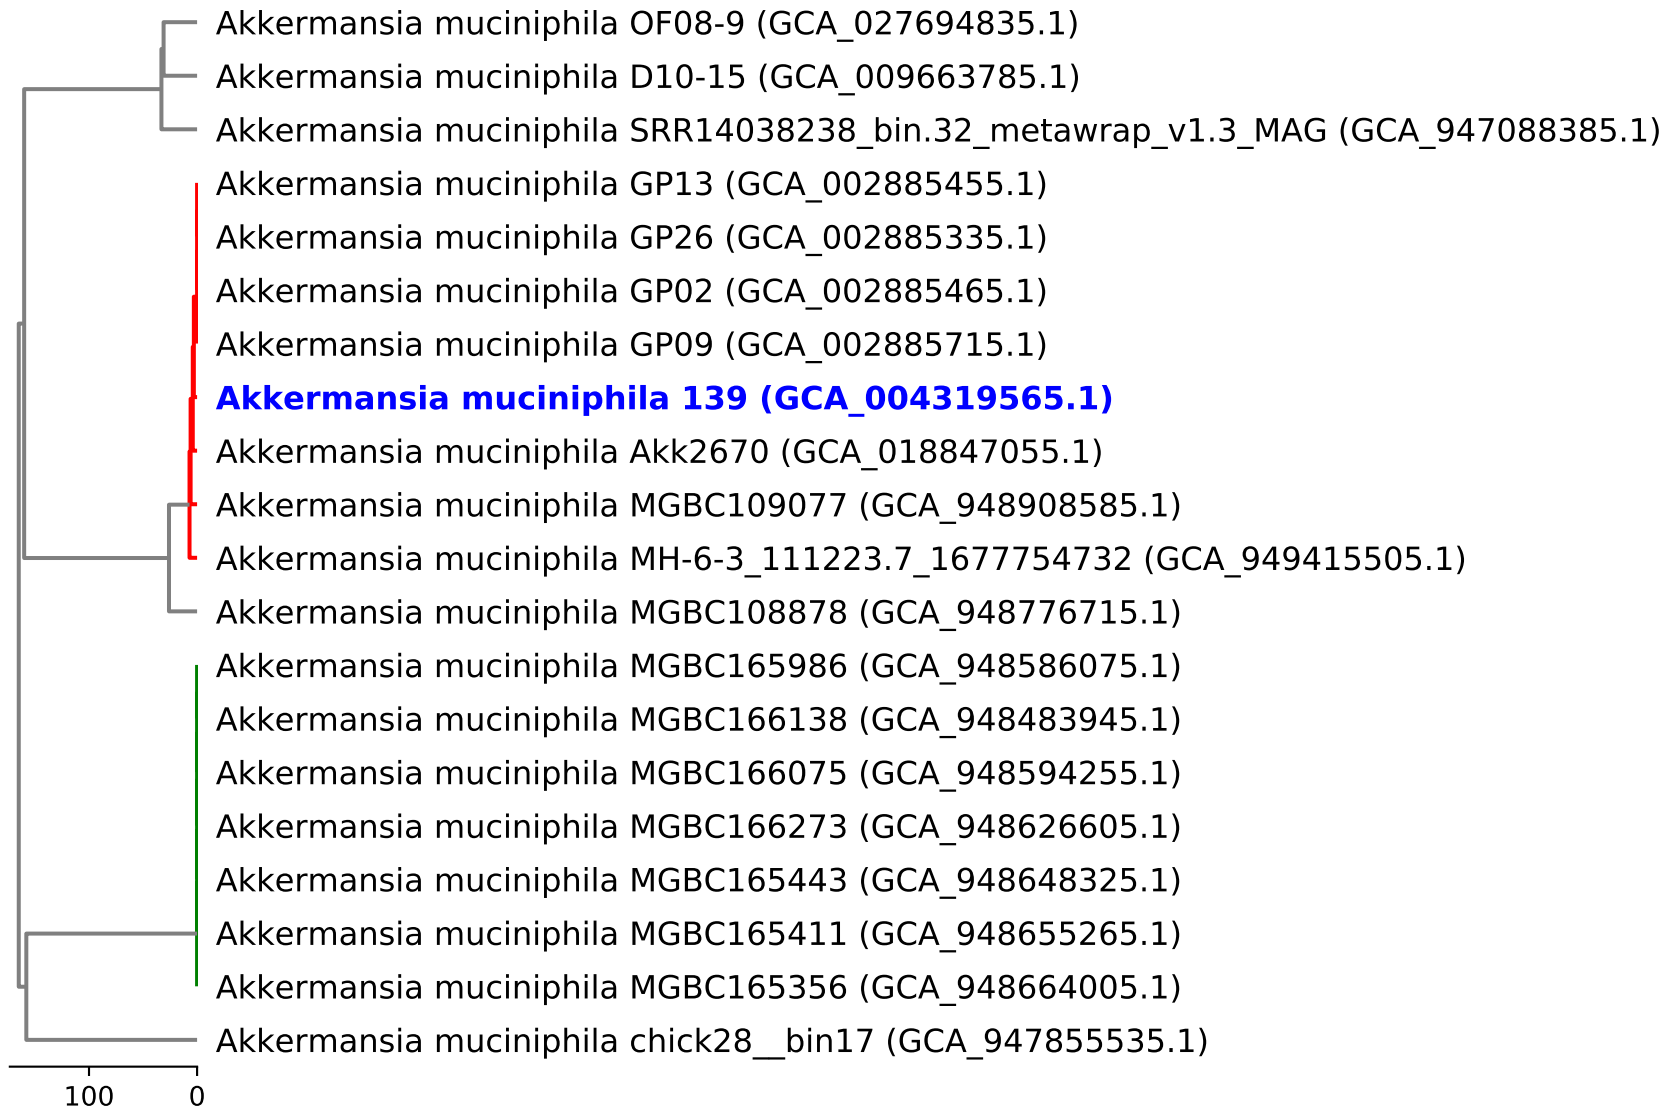 Akkermansia muciniphila OF08-9 (GCA_027694835.1)
Akkermansia muciniphila D10-15 (GCA_009663785.1)
Akkermansia muciniphila SRR14038238_bin.32_metawrap_v1.3_MAG (GCA_947088385.1)
Akkermansia muciniphila GP13 (GCA_002885455.1)
Akkermansia muciniphila GP26 (GCA_002885335.1)
Akkermansia muciniphila GP02 (GCA_002885465.1)
Akkermansia muciniphila GP09 (GCA_002885715.1)
Akkermansia muciniphila 139 (GCA_004319565.1)
Akkermansia muciniphila Akk2670 (GCA_018847055.1)
Akkermansia muciniphila MGBC109077 (GCA_948908585.1)
Akkermansia muciniphila MH-6-3_111223.7_1677754732 (GCA_949415505.1)
Akkermansia muciniphila MGBC108878 (GCA_948776715.1)
Akkermansia muciniphila MGBC165986 (GCA_948586075.1)
Akkermansia muciniphila MGBC166138 (GCA_948483945.1)
Akkermansia muciniphila MGBC166075 (GCA_948594255.1)
Akkermansia muciniphila MGBC166273 (GCA_948626605.1)
Akkermansia muciniphila MGBC165443 (GCA_948648325.1)
Akkermansia muciniphila MGBC165411 (GCA_948655265.1)
Akkermansia muciniphila MGBC165356 (GCA_948664005.1)
Akkermansia muciniphila chick28__bin17 (GCA_947855535.1)
100 0